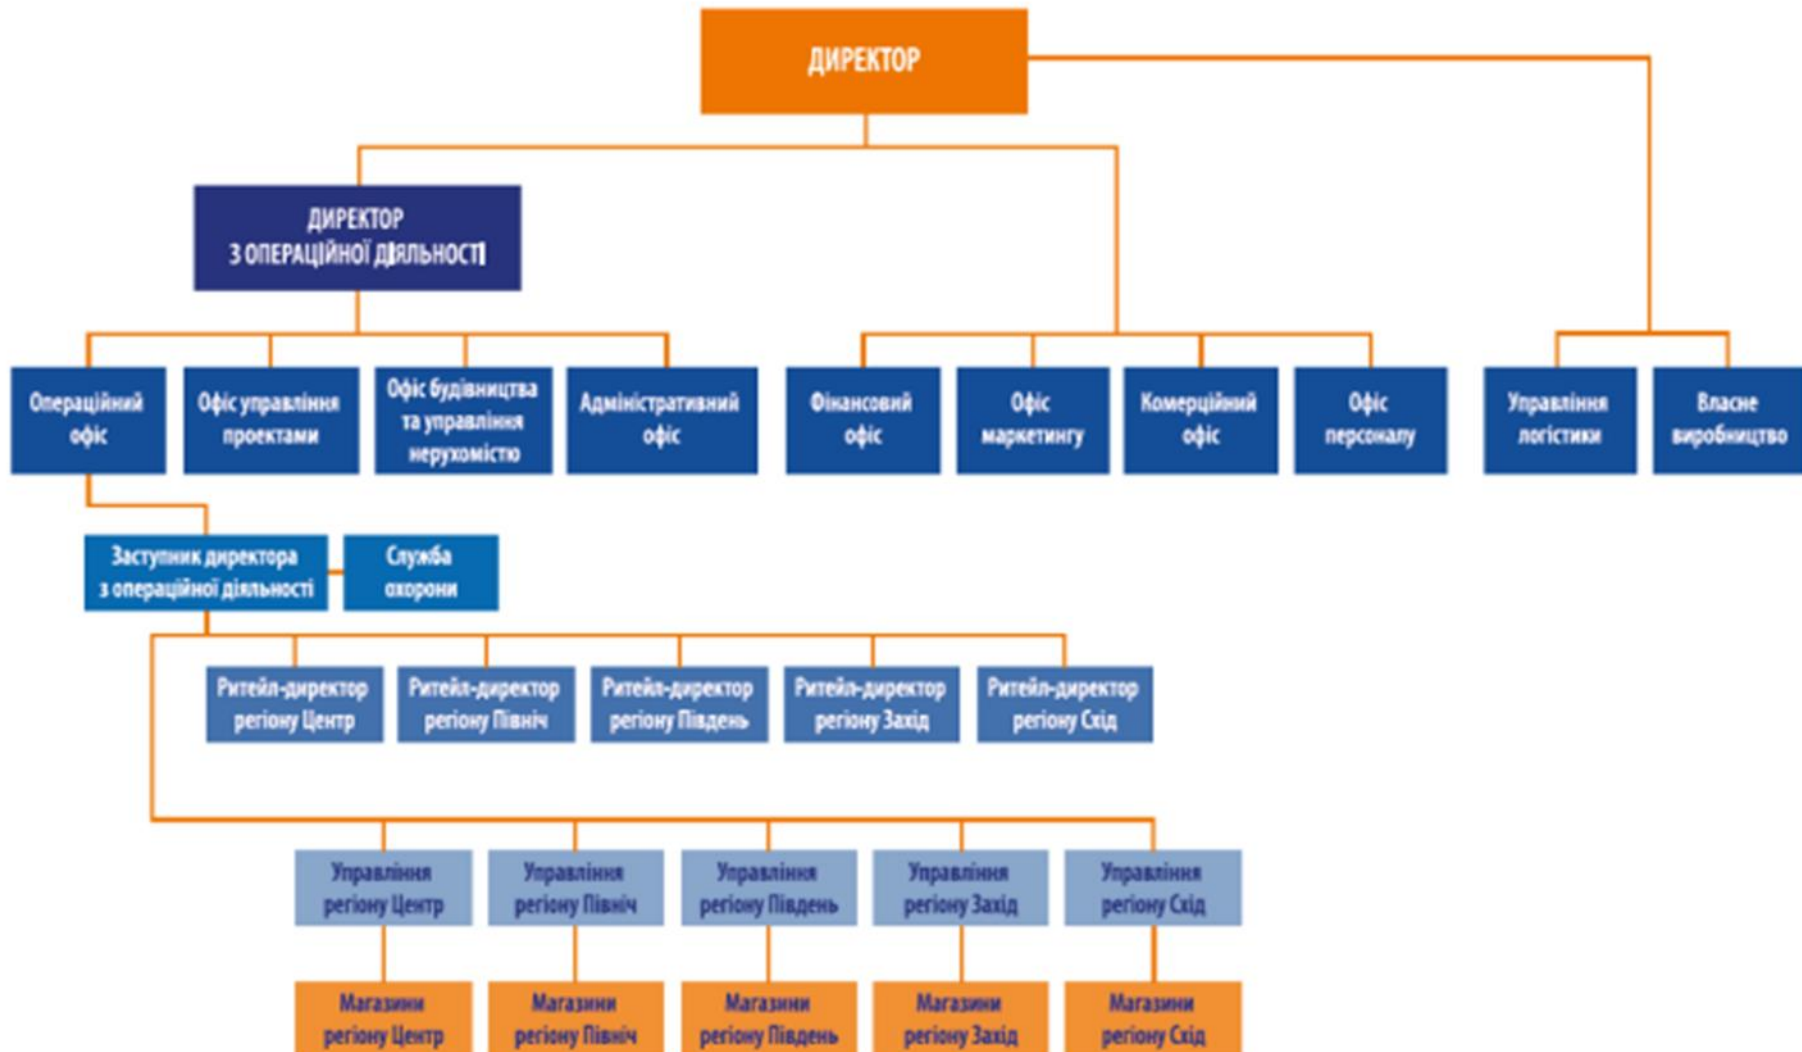 ДИРЕКТОР
ДИРЕКТОР
З ОПЕРАЦІЙНОЇ ДІЯЛЬНОСТІ
Операційний
офіс
Офіс управління
проектами
Офіс будівництва
та управління
нерухомістю
Адміністративний
офіс
Фінансовий
офіс
Офіс
маркетингу
Комерційний
офіс
Офіс
персоналу
Управління
логістики
Власне
виробництво
Заступник директора
з операційної діяльності
Служба
охорони
Ритейл-директор
регіону Центр
Ритейл-директор
регіону Північ
Ритейл-директор
регіону Південь
Ритейл-директор
регіону Захід
Ритейл-директор
регіону Схід
Управління
регіону Центр
Управління
регіону Північ
Управління
регіону Південь
Управління
регіону Захід
Управління
регіону Схід
Магазини
регіону Центр
Магазини
регіону Північ
Магазини
регіону Південь
Магазини
регіону Захід
Магазини
регіону Схід